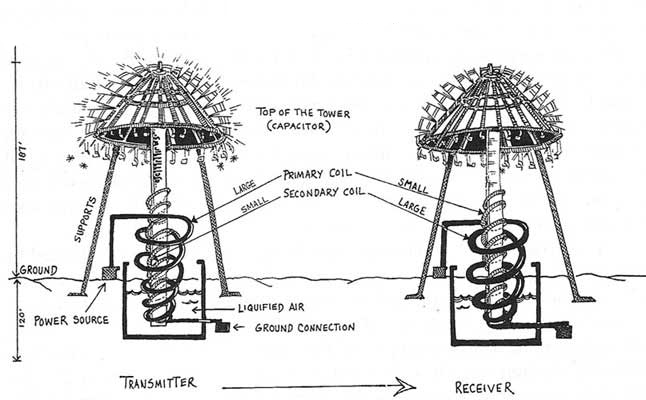 TOP OF THE TOWER
(CAPACITOR)
187'
SUPPORTS
LARGE
PRIMARY COIL
SMALL
SMALL
SECONDARY COIL
LARGE
GROUND
POWER SOURCE
LIQUIFIED AIR
GROUND CONNECTION
120'
TRANSMITTER
RECEIVER